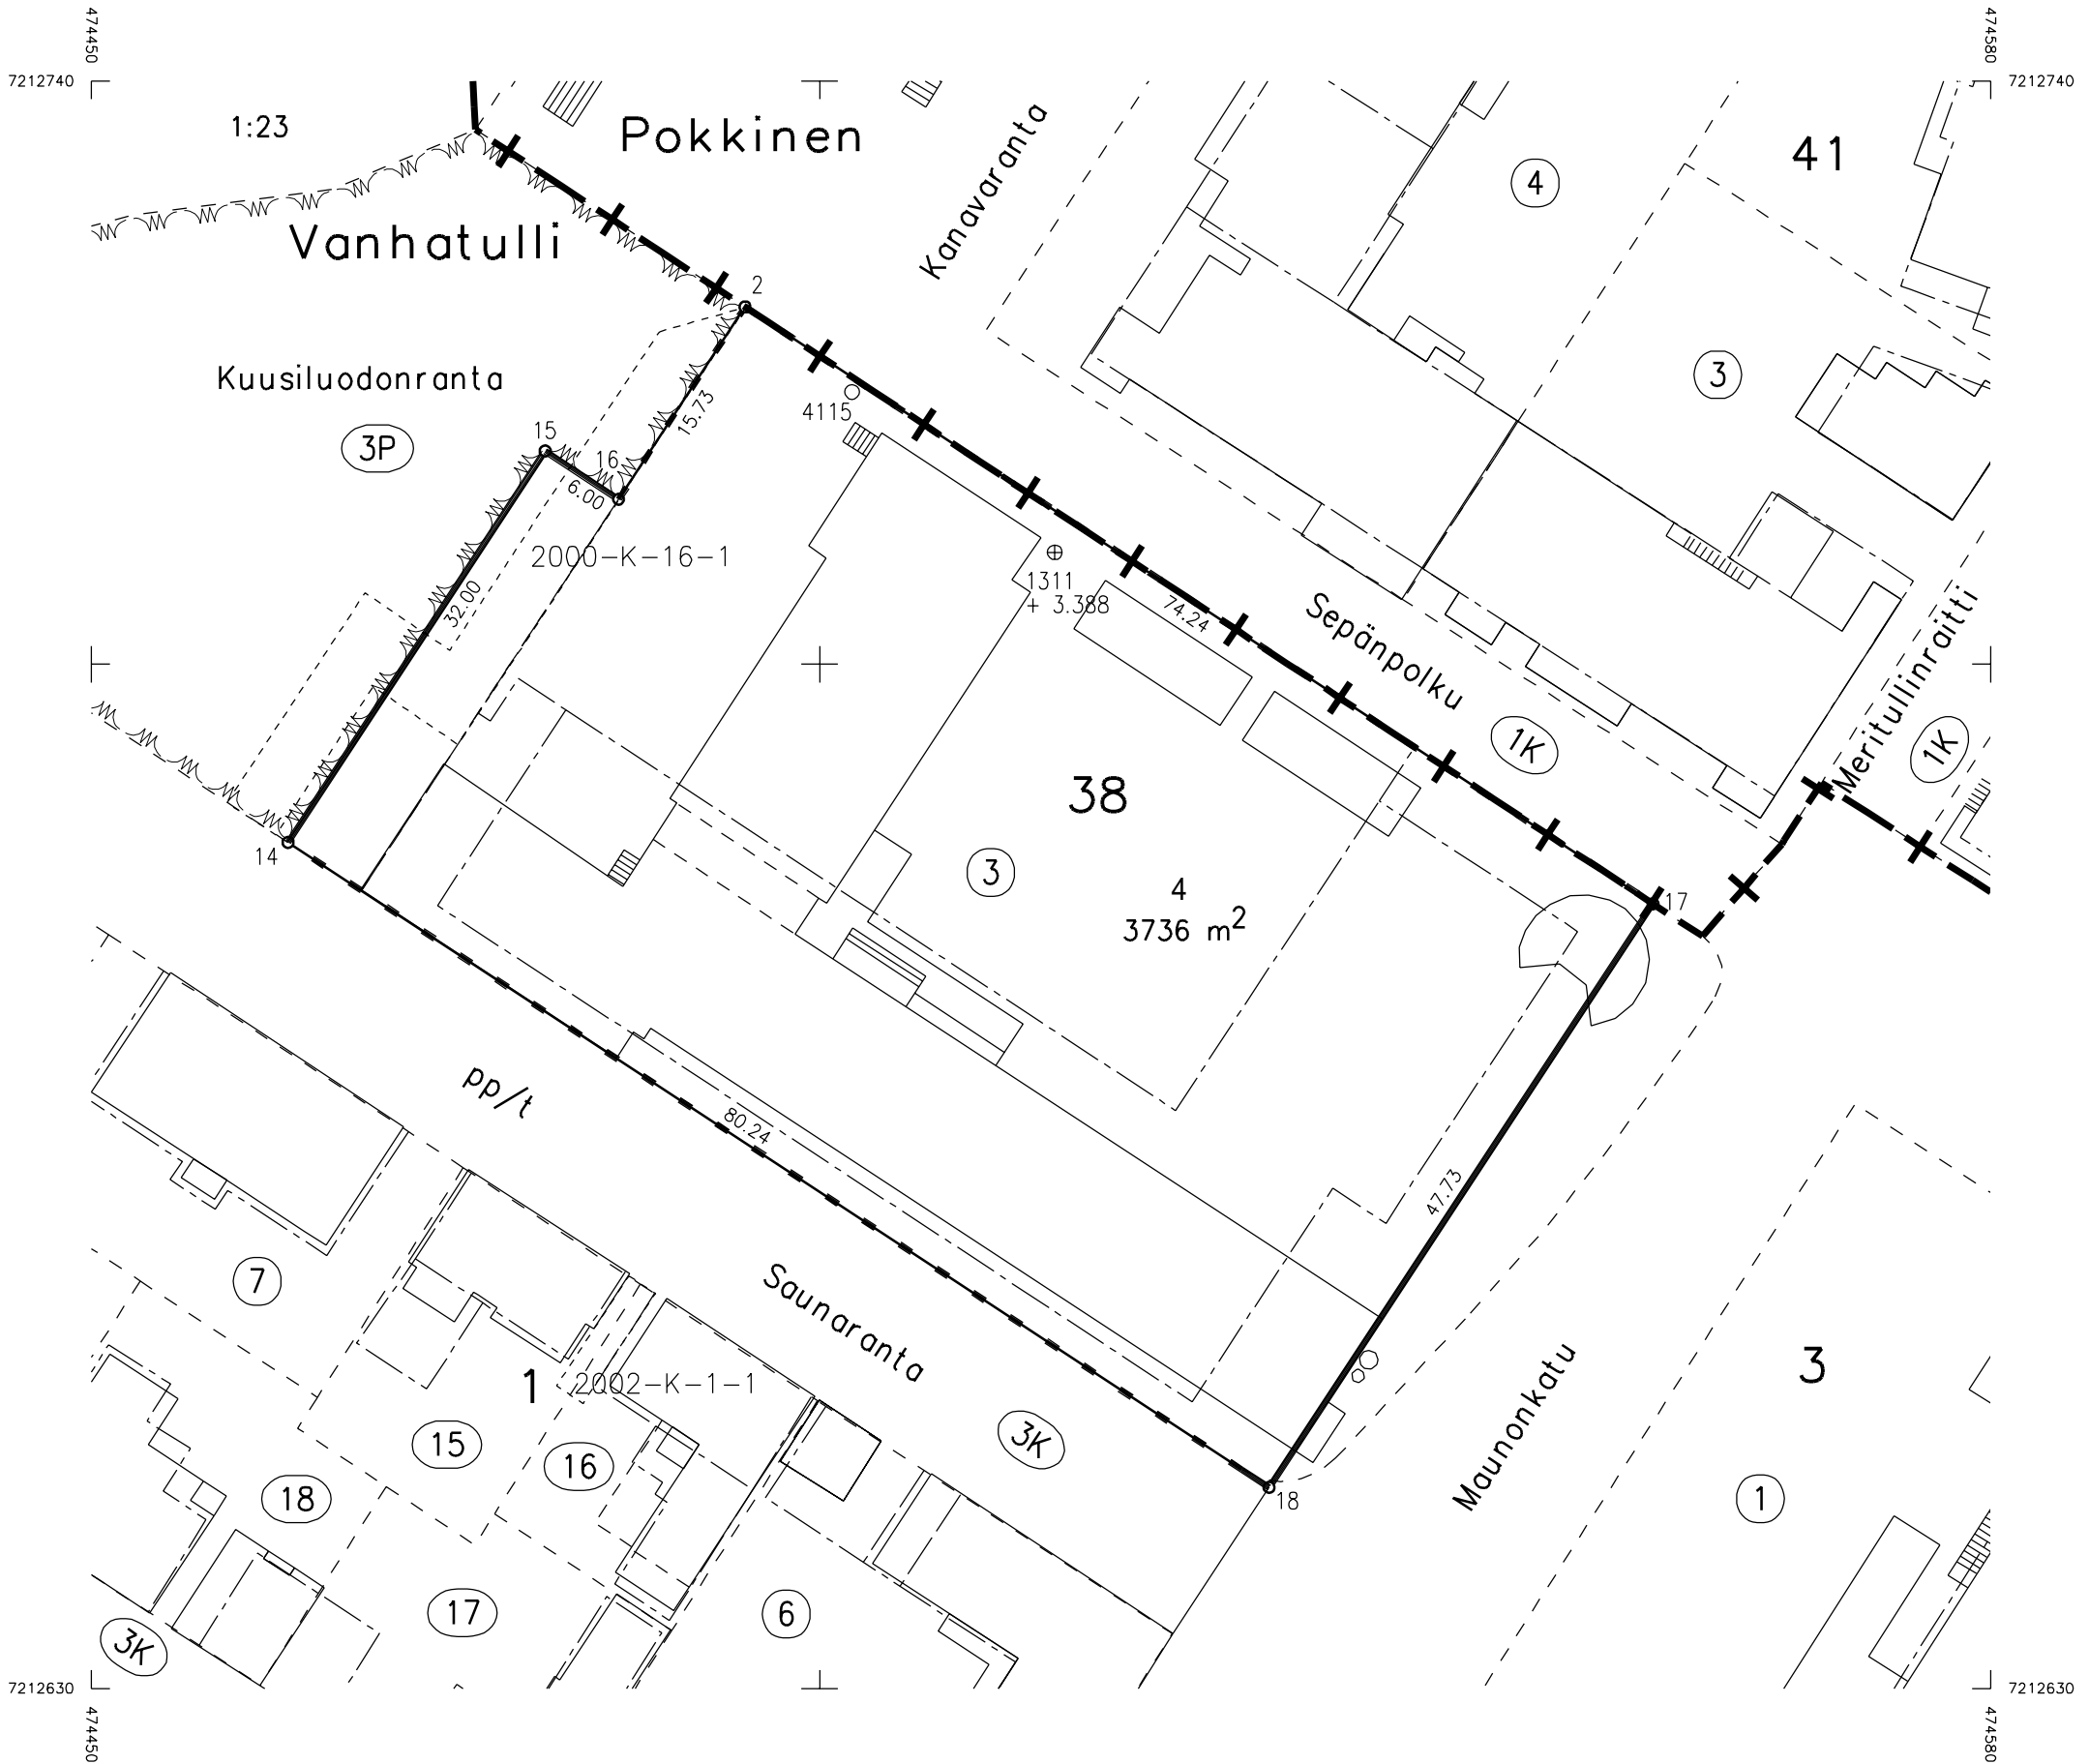 474450
474580
7212740
7212740
1:23
Pokkinen
Kanavaranta
41
4
Vanhatulli
2
Kuusiluodonranta
3
15.73
4115
15
3P
16
6.00
2000-K-16-1
1311
+ 3.388
32.00
74.24
Sepänpolku
Meritullinraitti
1K
1K
38
14
3
4
3736 m²
17
pp/t
80.24
47.73
7
Saunaranta
1
2002-K-1-1
3
15
16
3K
Maunonkatu
18
18
1
17
6
3K
7212630
7212630
474450
474580